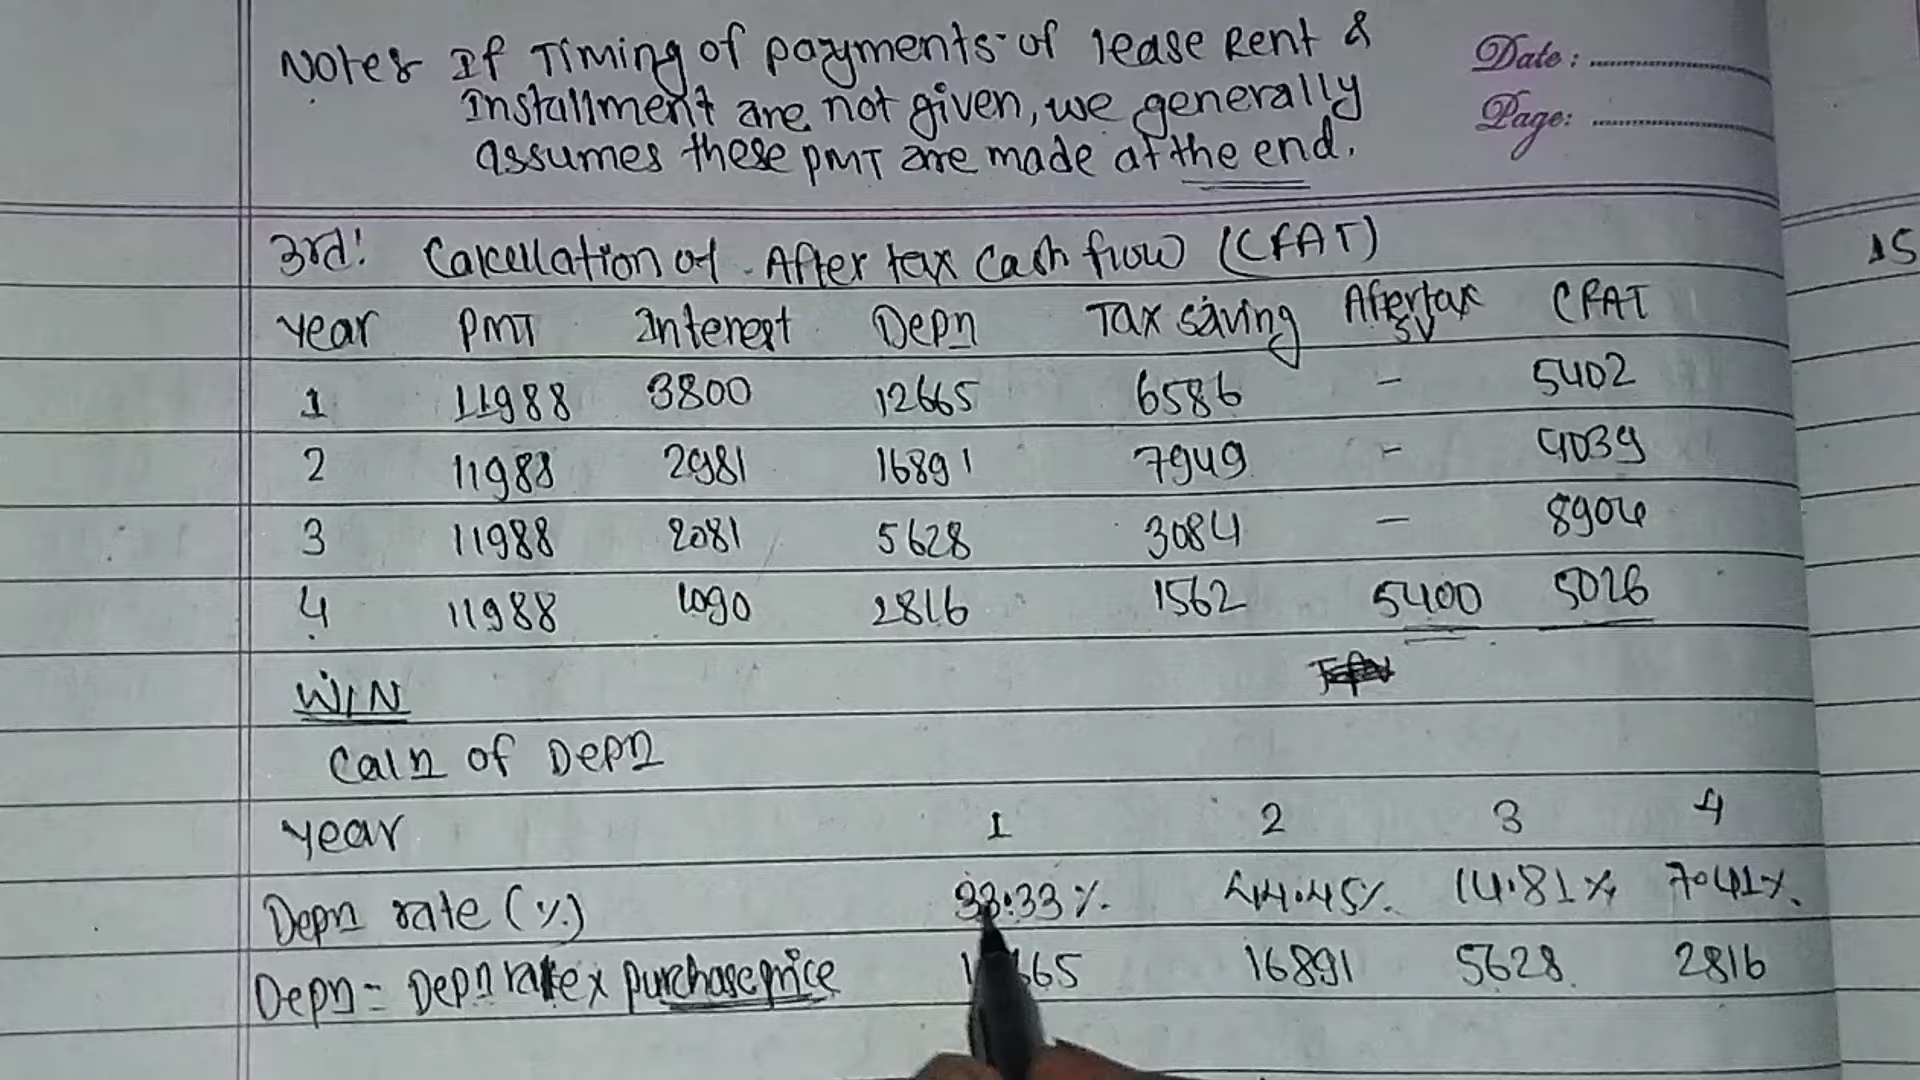 Notes If Timing of payments of lease Rent &
Installment are not given, we generally
assumes these PMT are made at the end.
Date: ..........
Page: ..........
3rd: Calcullation of After tax Cash flow (CFAT)
15
Year PMT Interest Depn Tax saving Aftertax SV CFAT
1 11988 3800 12665 6586 - 5402
2 11988 2981 16891 7949 - 4039
3 11988 2081 5628 3084 - 8904
4 11988 1090 2816 1562 5400 5026
W/N
Caln of Depn
Year 1 2 3 4
Depn rate (%) 33.33% 44.45% 14.81% 7.41%
Depn = Depn rate x purchase price 16891 5628 2816